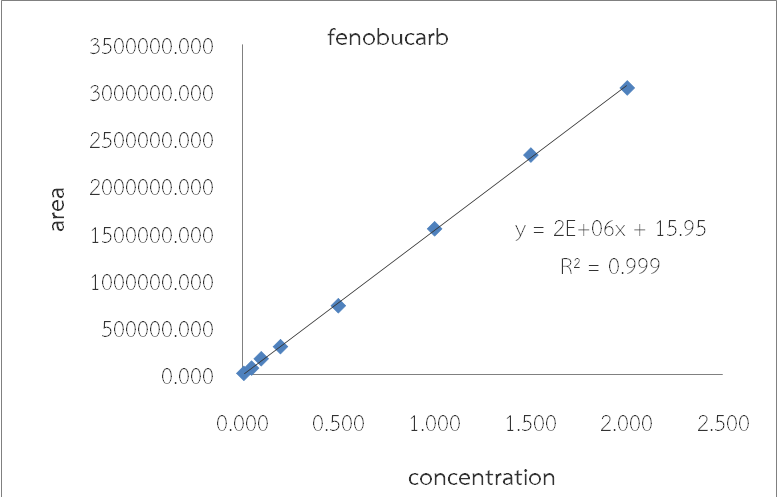 fenobucarb
3500000.000
3000000.000
2500000.000
2000000.000
1500000.000
1000000.000
500000.000
0.000
area
y = 2E+06x + 15.95
R² = 0.999
0.000 0.500 1.000 1.500 2.000 2.500
concentration